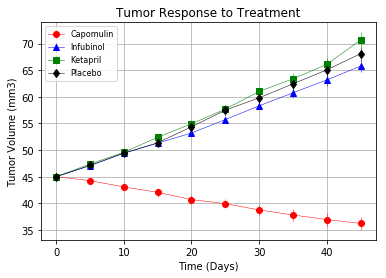 Tumor Response to Treatment
Capomulin
Infubinol
Ketapril
Placebo
Tumor Volume (mm3)
70
65
60
55
50
45
40
35
0
10
20
30
40
Time (Days)